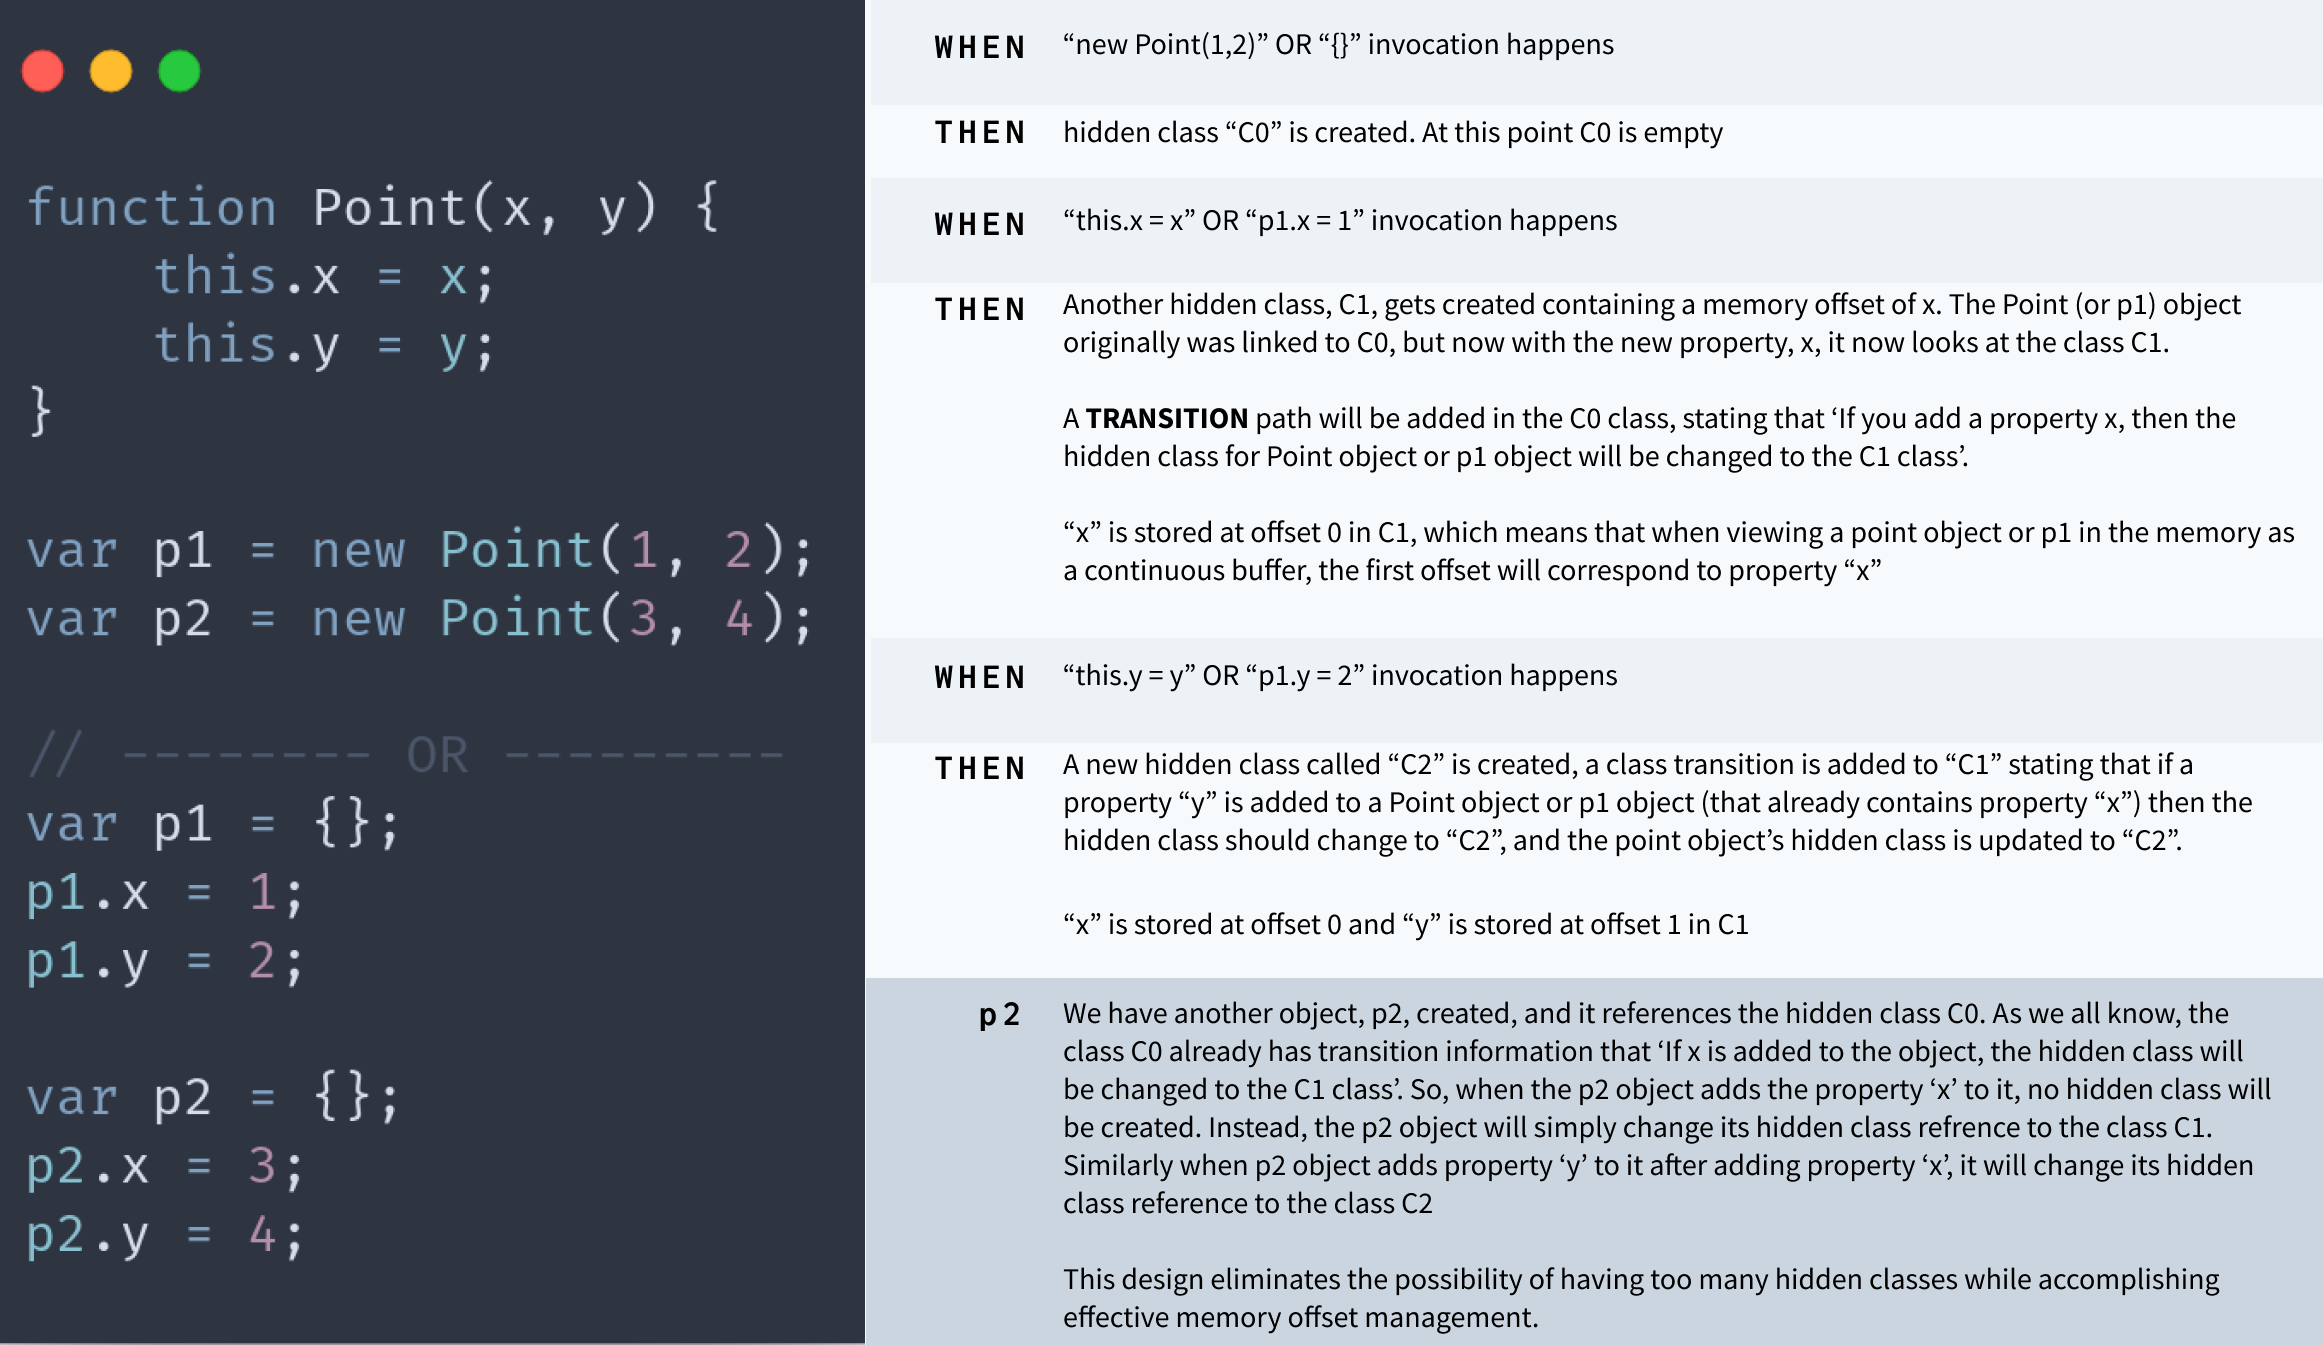 function Point(x, y) {
    this.x = x;
    this.y = y;
}
var p1 = new Point(1, 2);
var p2 = new Point(3, 4);
// -------- OR ---------
var p1 = {};
p1.x = 1;
p1.y = 2;
var p2 = {};
p2.x = 3;
p2.y = 4;
WHEN “new Point(1,2)” OR “{}” invocation happens
THEN hidden class “C0” is created. At this point C0 is empty
WHEN “this.x = x” OR “p1.x = 1” invocation happens
THEN Another hidden class, C1, gets created containing a memory offset of x. The Point (or p1) object
originally was linked to C0, but now with the new property, x, it now looks at the class C1.
A TRANSITION path will be added in the C0 class, stating that ‘If you add a property x, then the
hidden class for Point object or p1 object will be changed to the C1 class’.
“x” is stored at offset 0 in C1, which means that when viewing a point object or p1 in the memory as
a continuous buffer, the first offset will correspond to property “x”
WHEN “this.y = y” OR “p1.y = 2” invocation happens
THEN A new hidden class called “C2” is created, a class transition is added to “C1” stating that if a
property “y” is added to a Point object or p1 object (that already contains property “x”) then the
hidden class should change to “C2”, and the point object’s hidden class is updated to “C2”.
“x” is stored at offset 0 and “y” is stored at offset 1 in C1
p2 We have another object, p2, created, and it references the hidden class C0. As we all know, the
class C0 already has transition information that ‘If x is added to the object, the hidden class will
be changed to the C1 class’. So, when the p2 object adds the property ‘x’ to it, no hidden class will
be created. Instead, the p2 object will simply change its hidden class refrence to the class C1.
Similarly when p2 object adds property ‘y’ to it after adding property ‘x’, it will change its hidden
class reference to the class C2
This design eliminates the possibility of having too many hidden classes while accomplishing
effective memory offset management.